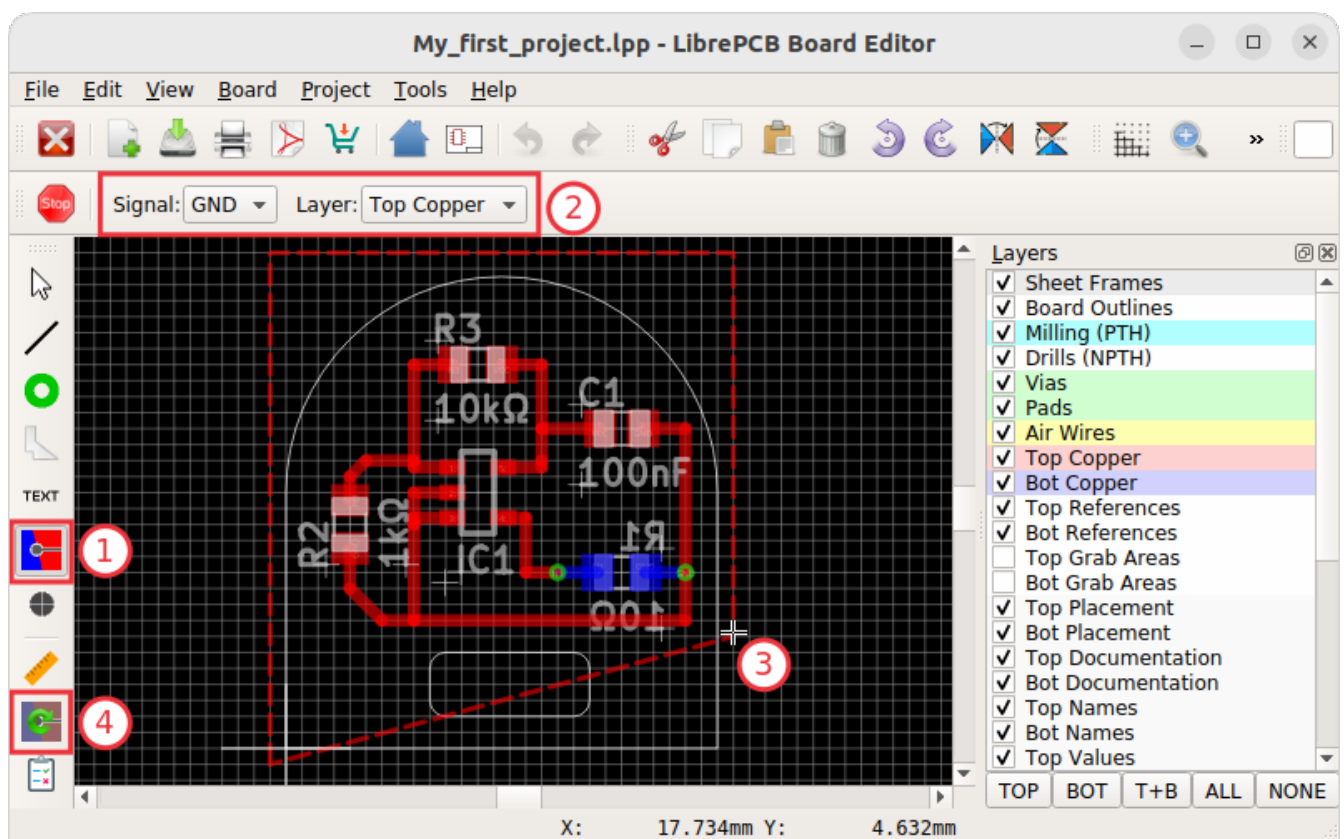 My_first_project.lpp - LibrePCB Board Editor
File Edit View Board Project Tools Help
»
Stop Signal: GND Layer: Top Copper 2
TEXT
1
4
R3
10kΩ
C1
100nF
R2
1kΩ
IC1
R1
10Ω
3
Layers
Sheet Frames
Board Outlines
Milling (PTH)
Drills (NPTH)
Vias
Pads
Air Wires
Top Copper
Bot Copper
Top References
Bot References
Top Grab Areas
Bot Grab Areas
Top Placement
Bot Placement
Top Documentation
Bot Documentation
Top Names
Bot Names
Top Values
TOP BOT T+B ALL NONE
X: 17.734mm Y: 4.632mm